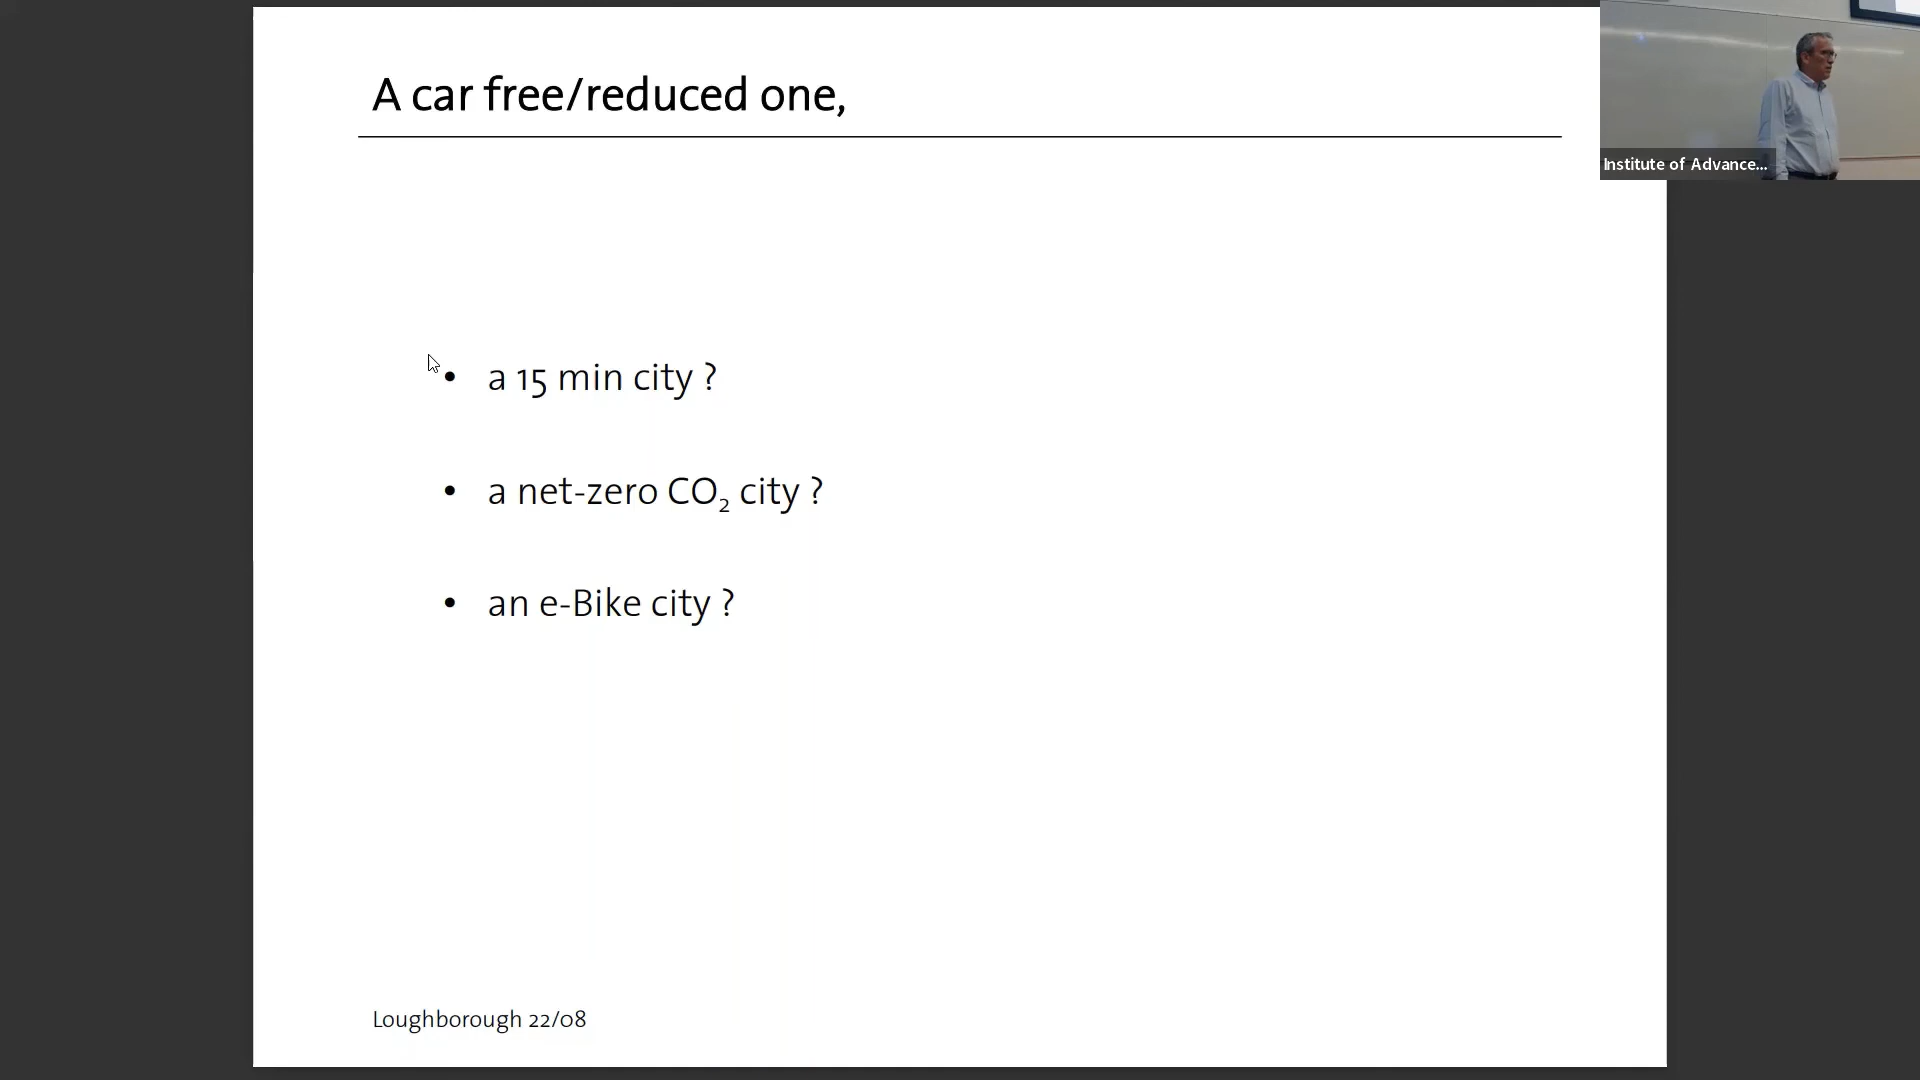 A car free/reduced one,
Institute of Advance...
• a 15 min city ?
• a net-zero CO₂ city ?
• an e-Bike city ?
Loughborough 22/08